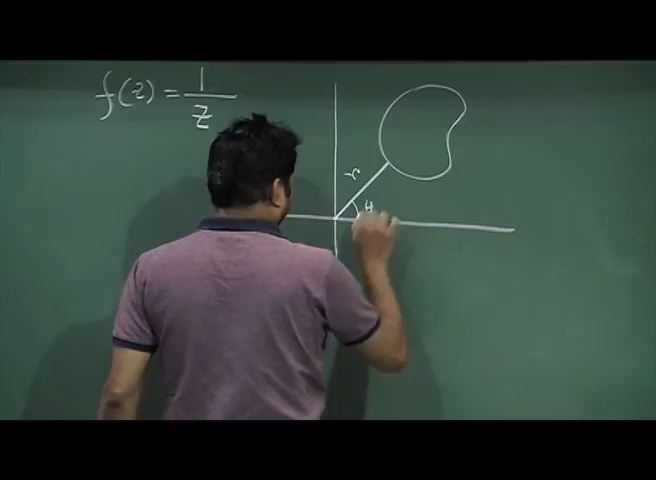 f(z) = 1/z
r